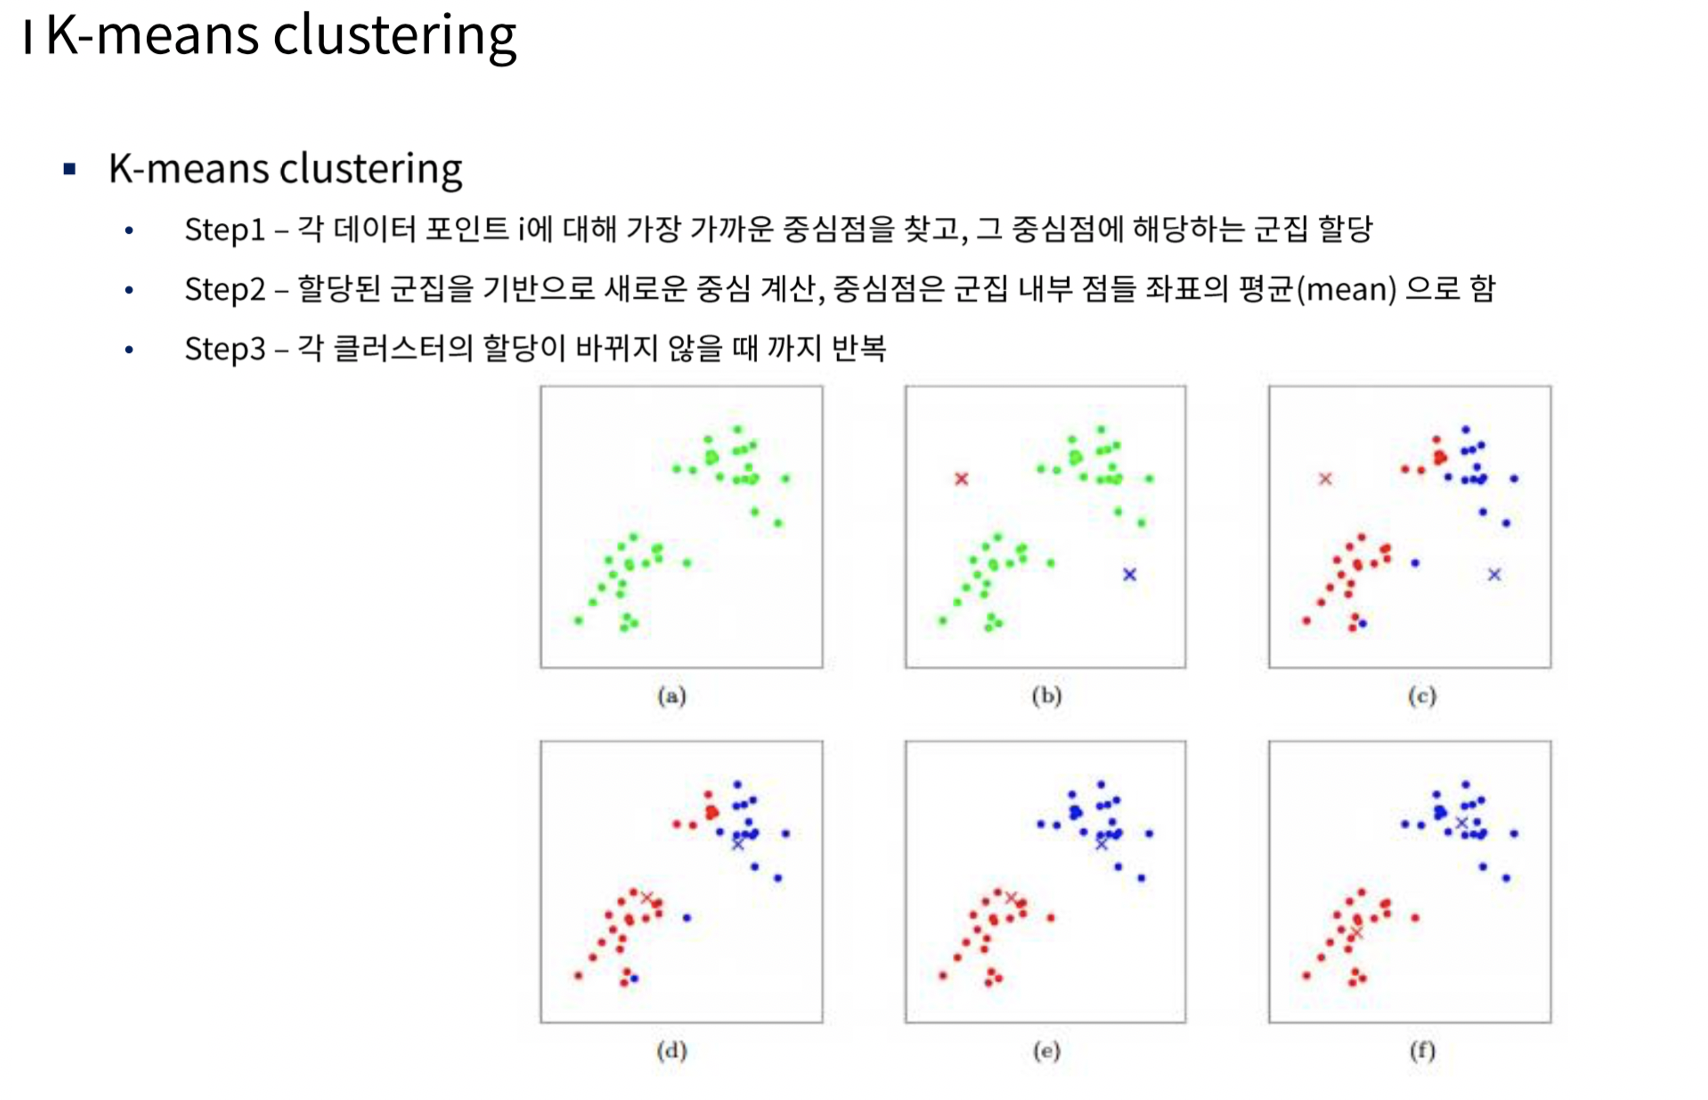 I K-means clustering
▪ K-means clustering
• Step1 – 각 데이터 포인트 i에 대해 가장 가까운 중심점을 찾고, 그 중심점에 해당하는 군집 할당
• Step2 – 할당된 군집을 기반으로 새로운 중심 계산, 중심점은 군집 내부 점들 좌표의 평균(mean) 으로 함
• Step3 – 각 클러스터의 할당이 바뀌지 않을 때 까지 반복
(a) (b) (c)
(d) (e) (f)